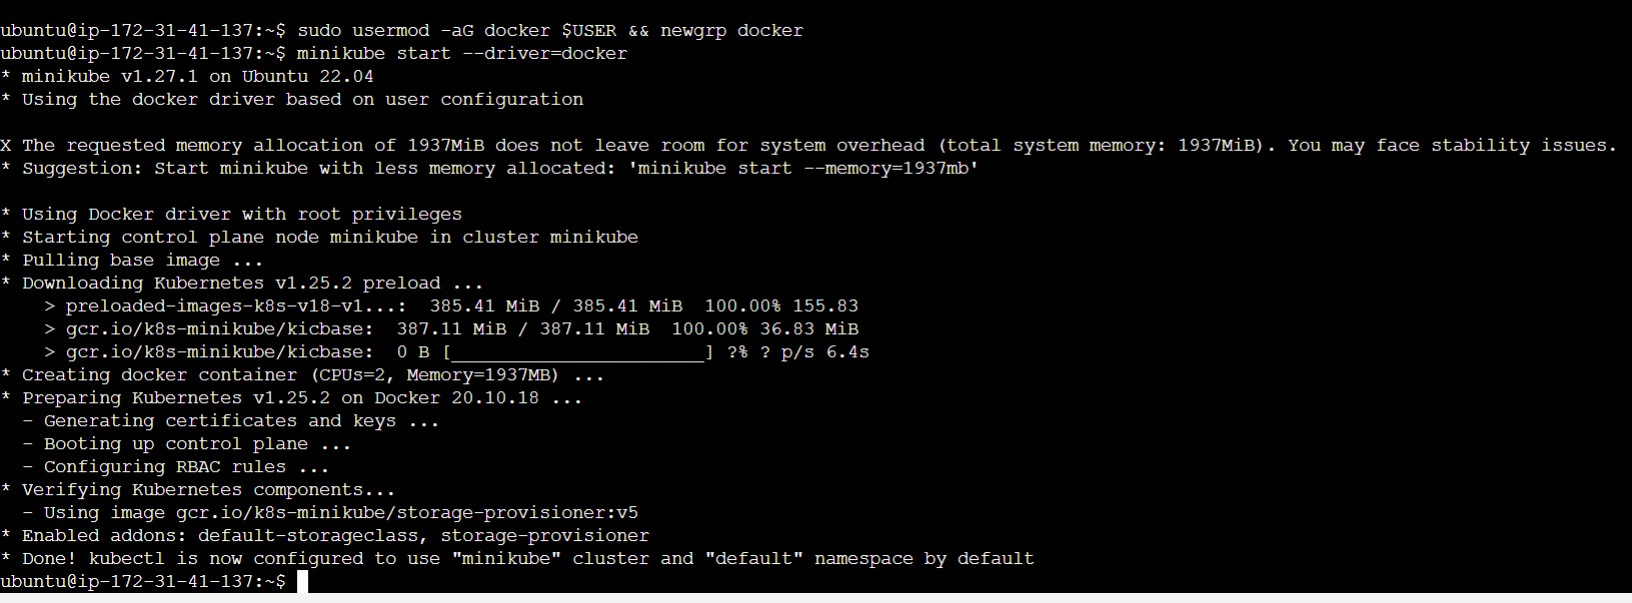 ubuntu@ip-172-31-41-137:~$ sudo usermod -aG docker $USER && newgrp docker
ubuntu@ip-172-31-41-137:~$ minikube start --driver=docker
* minikube v1.27.1 on Ubuntu 22.04
* Using the docker driver based on user configuration

X The requested memory allocation of 1937MiB does not leave room for system overhead (total system memory: 1937MiB). You may face stability issues.
* Suggestion: Start minikube with less memory allocated: 'minikube start --memory=1937mb'

* Using Docker driver with root privileges
* Starting control plane node minikube in cluster minikube
* Pulling base image ...
* Downloading Kubernetes v1.25.2 preload ...
    > preloaded-images-k8s-v18-v1...:  385.41 MiB / 385.41 MiB  100.00% 155.83
    > gcr.io/k8s-minikube/kicbase:  387.11 MiB / 387.11 MiB  100.00% 36.83 MiB
    > gcr.io/k8s-minikube/kicbase:  0 B [_______________________] ?% ? p/s 6.4s
* Creating docker container (CPUs=2, Memory=1937MB) ...
* Preparing Kubernetes v1.25.2 on Docker 20.10.18 ...
  - Generating certificates and keys ...
  - Booting up control plane ...
  - Configuring RBAC rules ...
* Verifying Kubernetes components...
  - Using image gcr.io/k8s-minikube/storage-provisioner:v5
* Enabled addons: default-storageclass, storage-provisioner
* Done! kubectl is now configured to use "minikube" cluster and "default" namespace by default
ubuntu@ip-172-31-41-137:~$